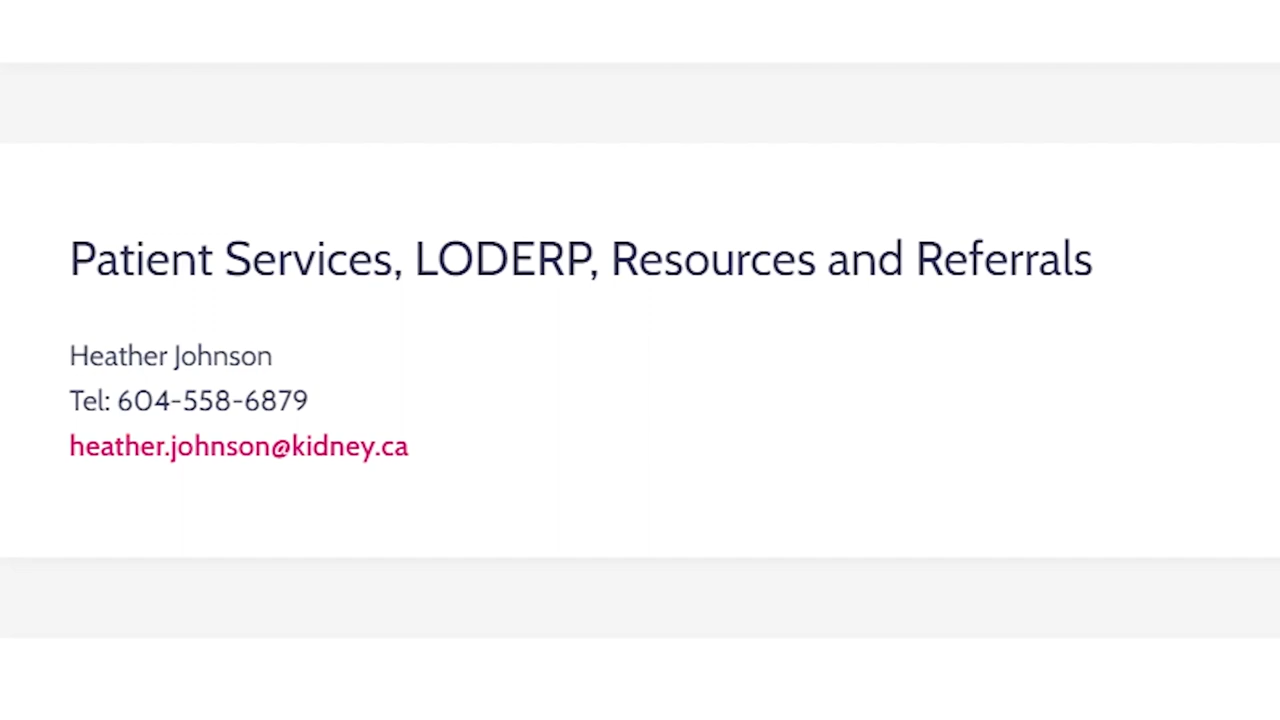 Patient Services, LODERP, Resources and Referrals
Heather Johnson
Tel: 604-558-6879
heather.johnson@kidney.ca